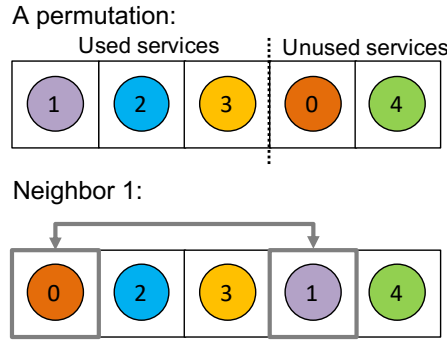 A permutation:
Used services Unused services
1 2 3 0 4
Neighbor 1:
0 2 3 1 4